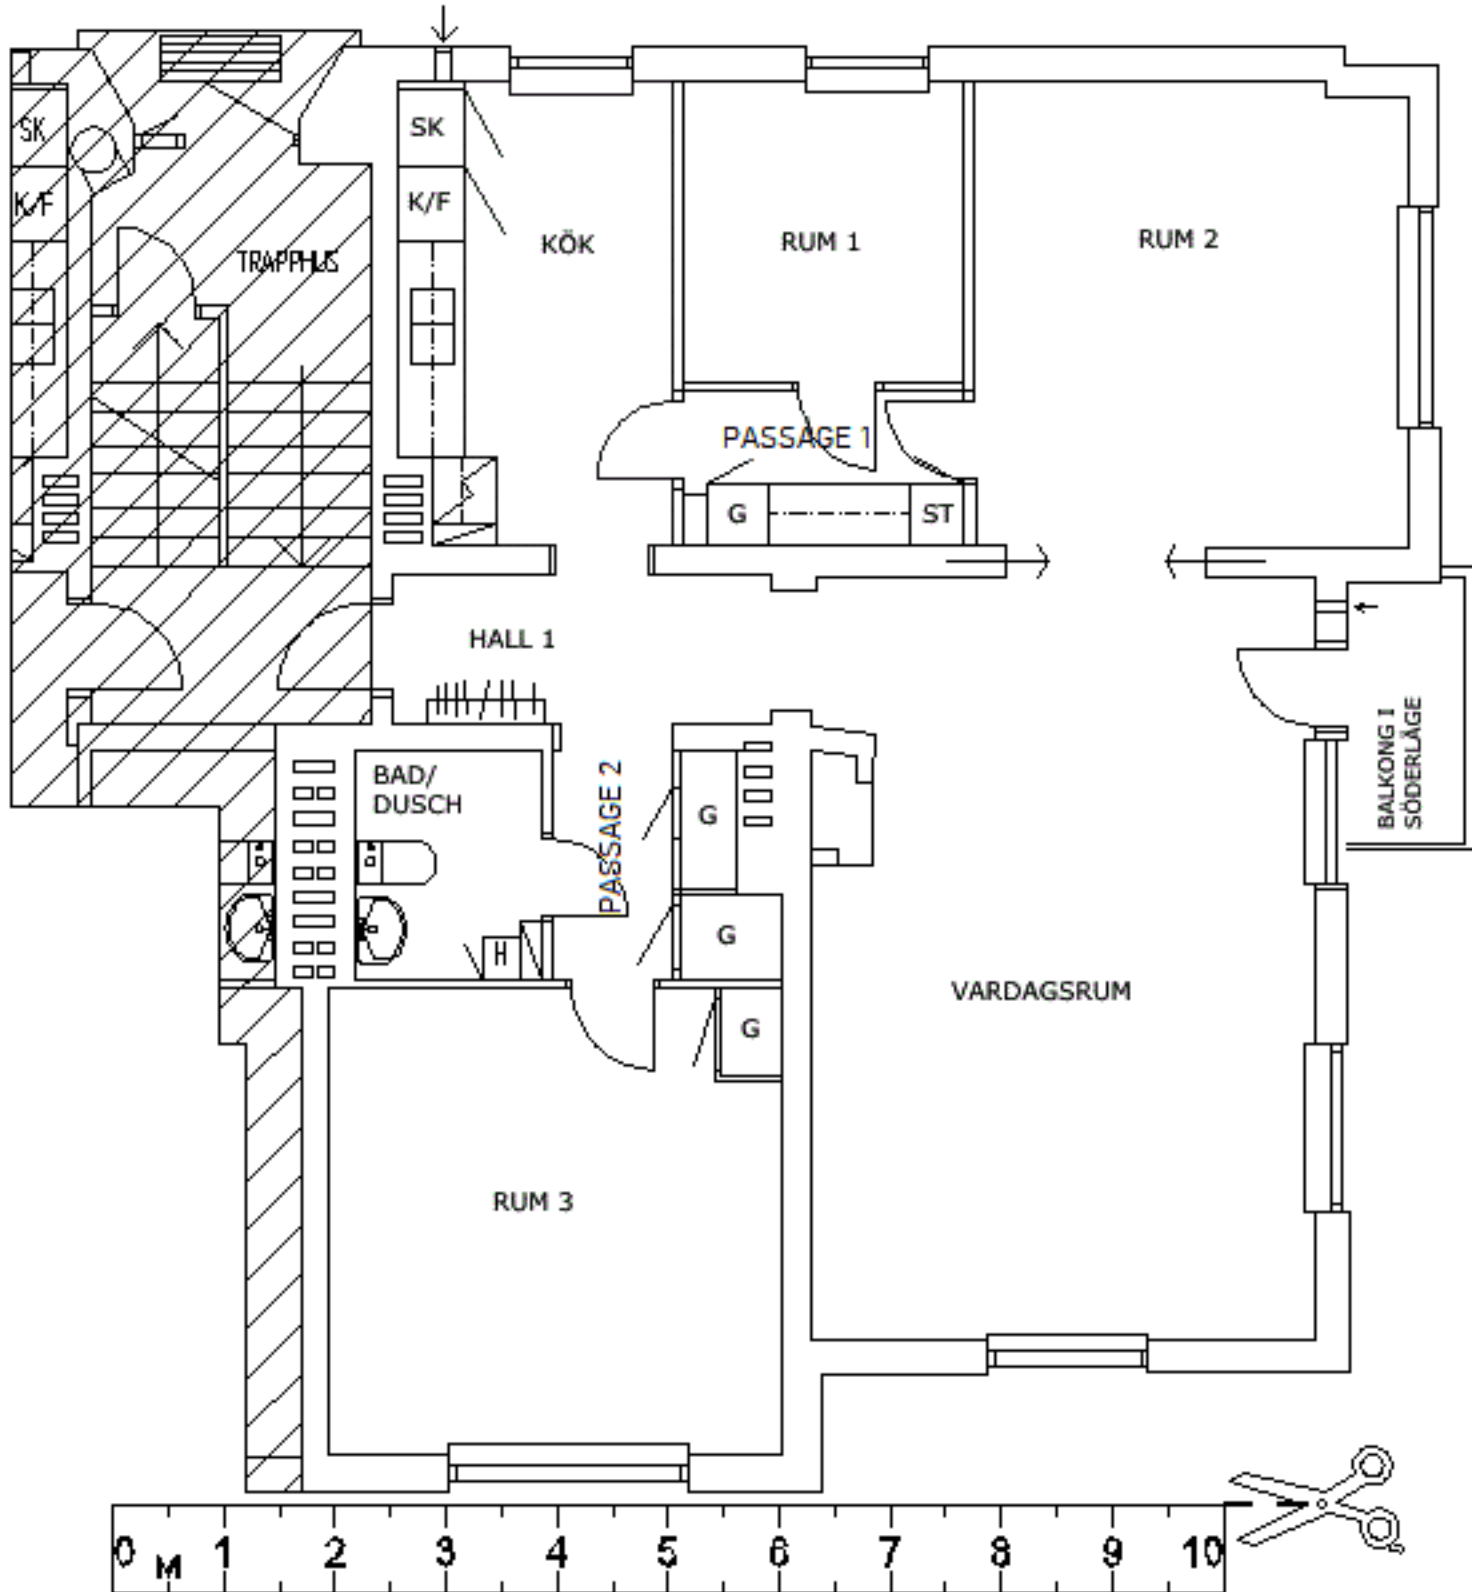 SK
SK
K/F
K/F
KÖK
RUM 1
RUM 2
TRAPPHUS
PASSAGE 1
G
ST
HALL 1
BALKONG I
SÖDERLÄGE
BAD/
DUSCH
PASSAGE 2
G
G
H
G
VARDAGSRUM
RUM 3
0 M 1 2 3 4 5 6 7 8 9 10